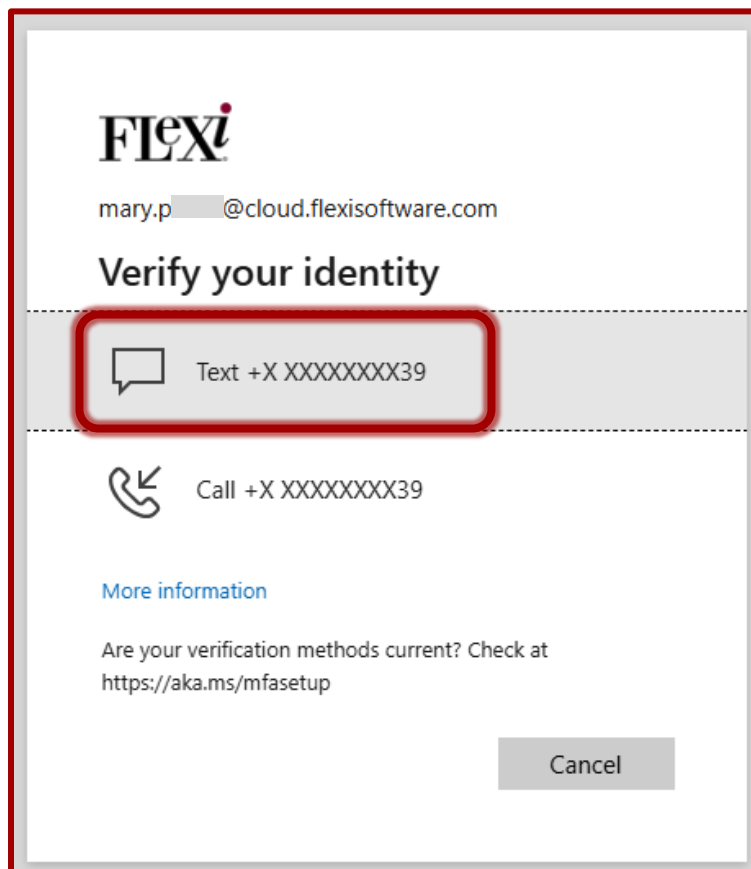 FLeXi
mary.p @cloud.flexisoftware.com
Verify your identity
Text +X XXXXXXXX39
Call +X XXXXXXXX39
More information
Are your verification methods current? Check at
https://aka.ms/mfasetup
Cancel